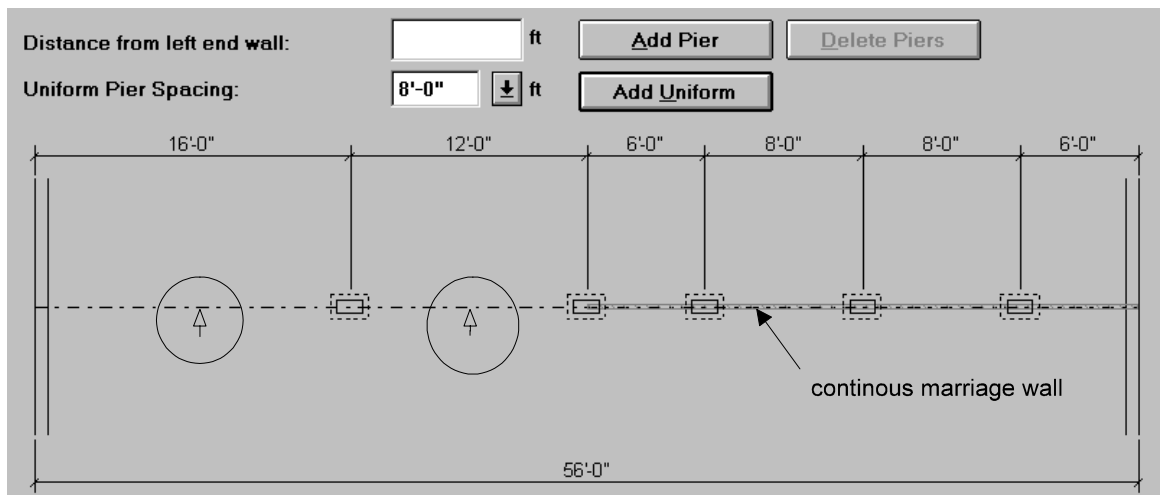 Distance from left end wall: ft Add Pier Delete Piers
Uniform Pier Spacing: 8'-0" ft Add Uniform
16'-0" 12'-0" 6'-0" 8'-0" 8'-0" 6'-0"
continous marriage wall
56'-0"